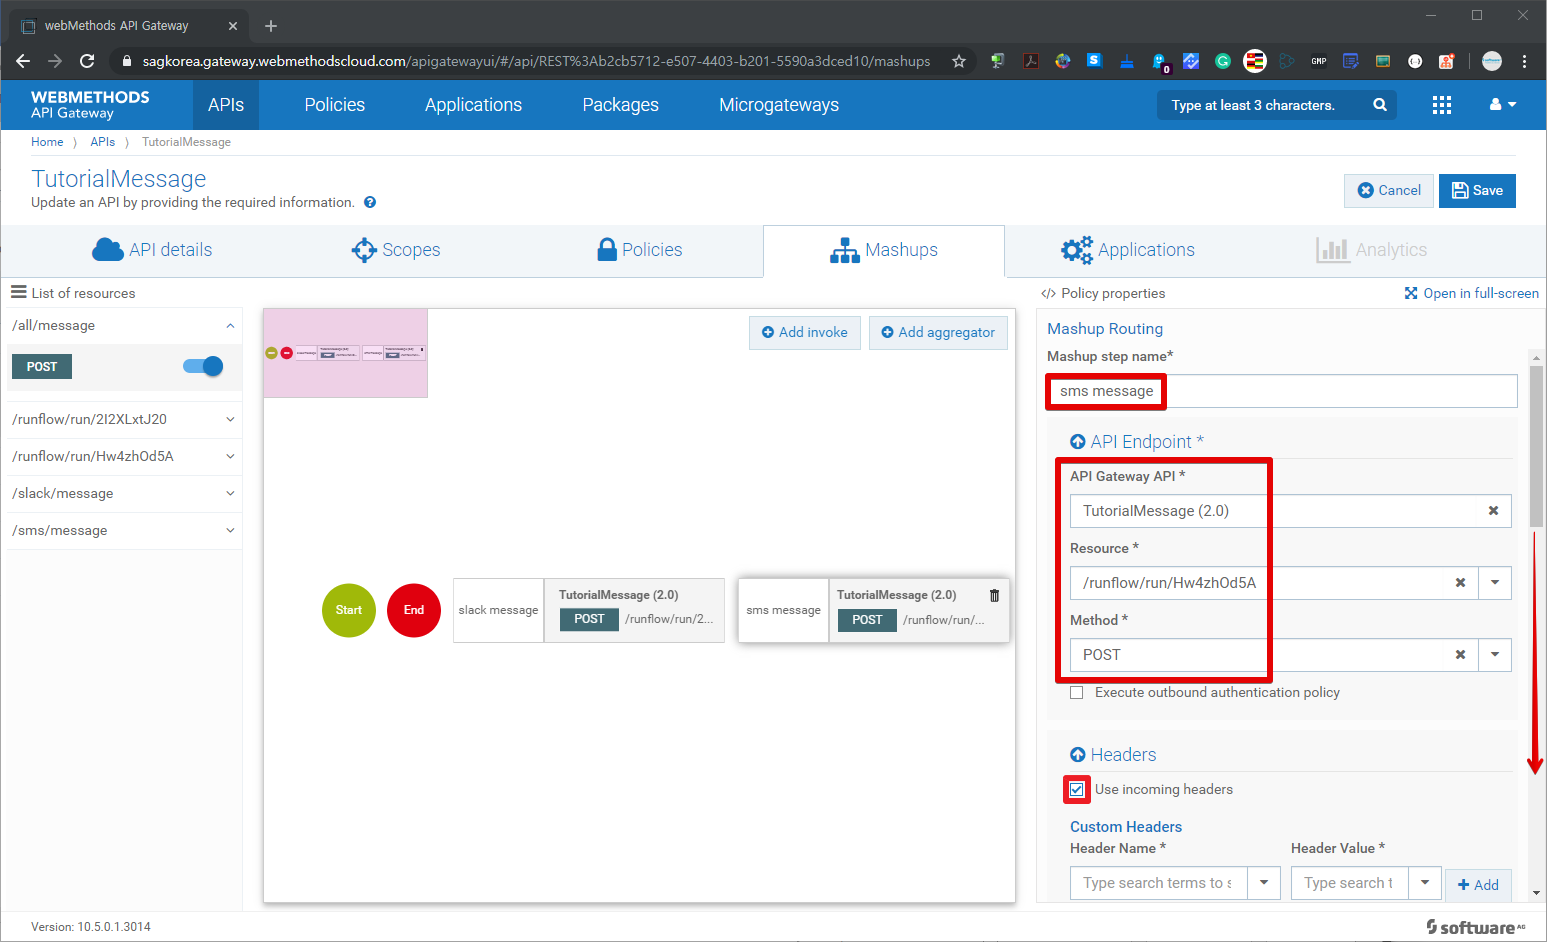 webMethods API Gateway
sagkorea.gateway.webmethodscloud.com/apigatewayui/#/api/REST%3Ab2cb5712-e507-4403-b201-5590a3dced10/mashups
0
GMP
WEBMETHODS
API Gateway
APIs
Policies
Applications
Packages
Microgateways
Type at least 3 characters.
Home
APIs
TutorialMessage
TutorialMessage
Update an API by providing the required information.
Cancel
Save
API details
Scopes
Policies
Mashups
Applications
Analytics
List of resources
/all/message
POST
/runflow/run/2I2XLxtJ20
/runflow/run/Hw4zhOd5A
/slack/message
/sms/message
Add invoke
Add aggregator
Start
End
slack message
TutorialMessage (2.0)
POST
/runflow/run/2...
sms message
TutorialMessage (2.0)
POST
/runflow/run/...
</> Policy properties
Open in full-screen
Mashup Routing
Mashup step name*
sms message
API Endpoint *
API Gateway API *
TutorialMessage (2.0)
Resource *
/runflow/run/Hw4zhOd5A
Method *
POST
Execute outbound authentication policy
Headers
Use incoming headers
Custom Headers
Header Name *
Header Value *
Type search terms to s
Type search t
+ Add
Version: 10.5.0.1.3014
software AG